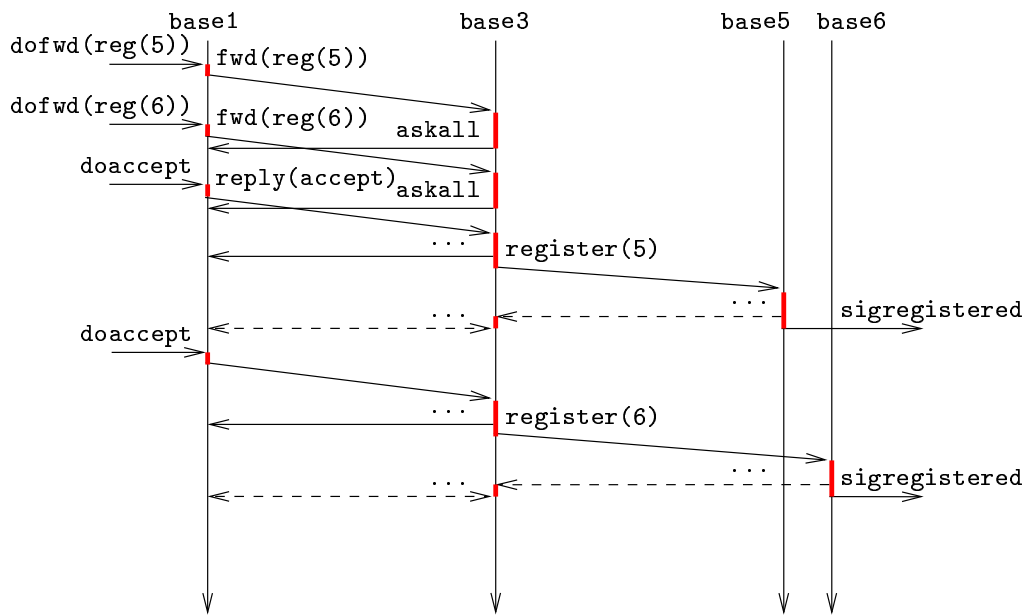 base1 base3 base5 base6
dofwd(reg(5)) fwd(reg(5))
dofwd(reg(6)) fwd(reg(6))
askall
doaccept reply(accept) askall
... register(5)
... ... sigregistered
doaccept
... register(6)
...
... sigregistered